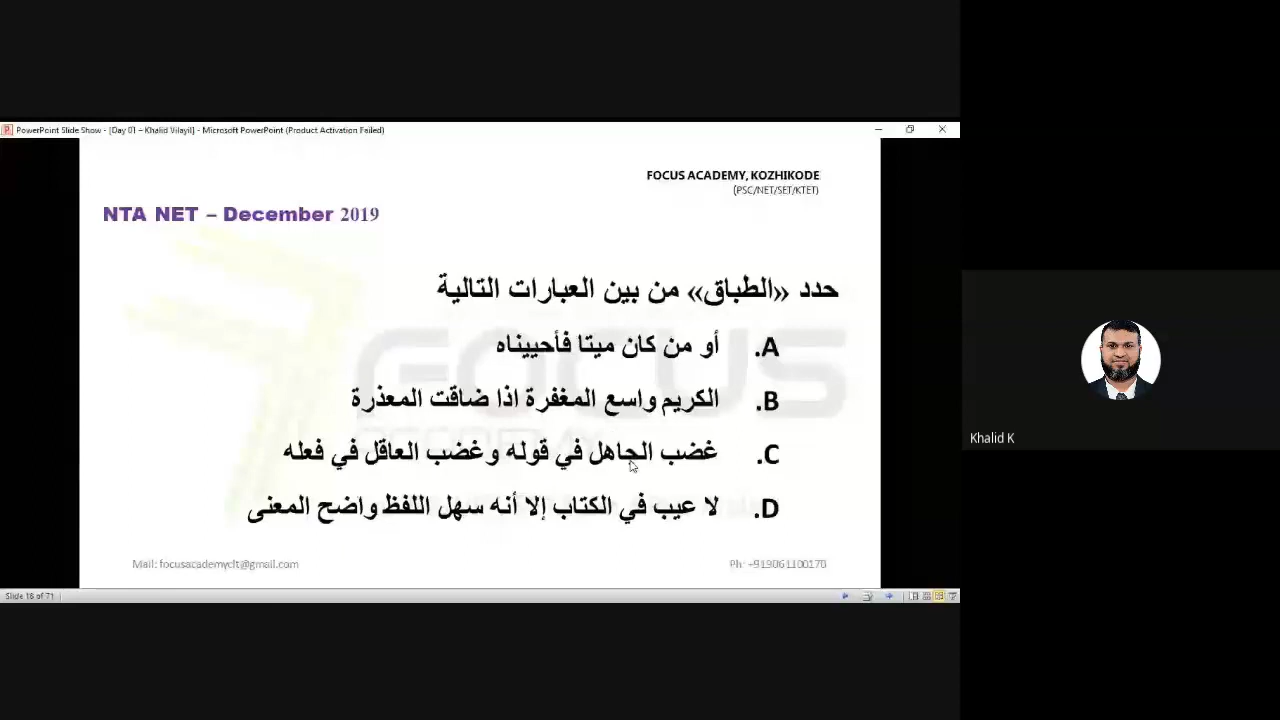 PowerPoint Slide Show - [Day 01 – Khalid Vilayil] - Microsoft PowerPoint (Product Activation Failed)
FOCUS ACADEMY, KOZHIKODE
(PSC/NET/SET/KTET)
NTA NET – December 2019
حدد «الطباق» من بين العبارات التالية
A. أو من كان ميتا فأحييناه
B. الكريم واسع المغفرة اذا ضاقت المعذرة
C. غضب الجاهل في قوله وغضب العاقل في فعله
D. لا عيب في الكتاب إلا أنه سهل اللفظ واضح المعنى
Khalid K
FOCUS
Mail: focusacademyclt@gmail.com
Ph: +919061100170
Slide 18 of 71